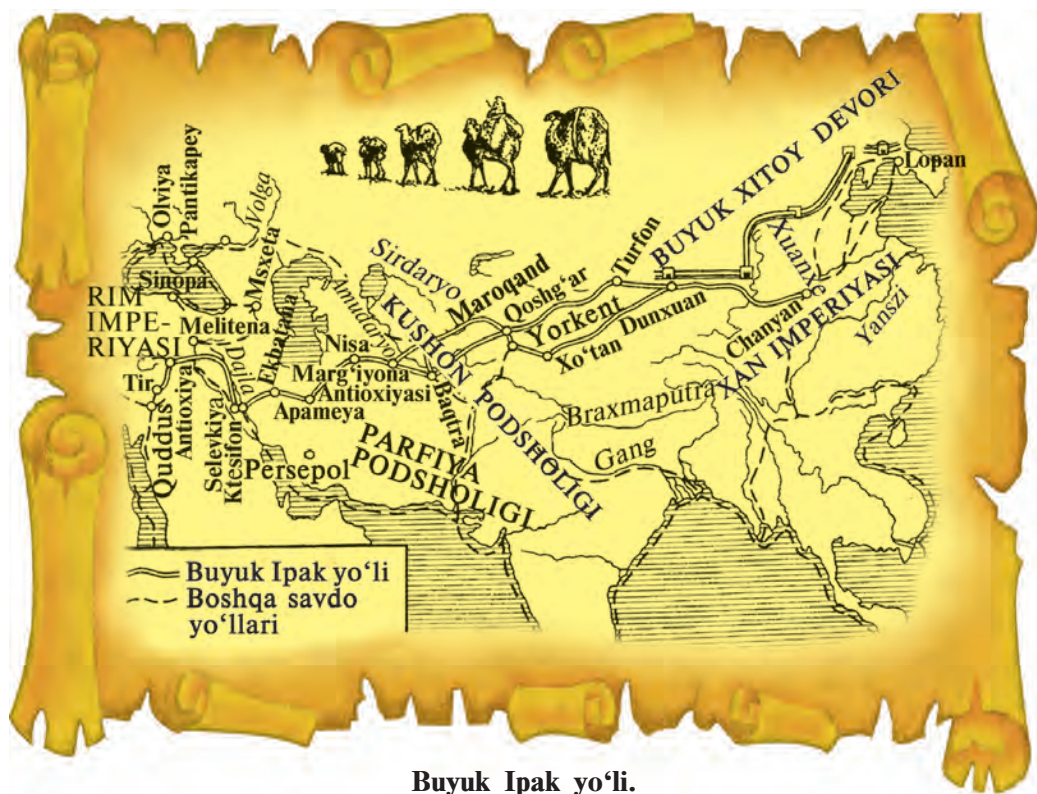 BUYUK XITOY DEVORI
Lopan
Olviya
Pantikapey
Volga
Msxeta
Sinopa
RIM
IMPE-
RIYASI
Melitena
Dajla
Ekbatana
Sirdaryo
Amudaryo
Maroqand
Qoshg‘ar
Turfon
Yorkent
Dunxuan
Xo‘tan
Xuanxe
Chanyan
XAN IMPERIYASI
Yanszi
KUSHON PODSHOLIGI
Nisa
Marg‘iyona
Antioxiyasi
Baqtra
Apameya
Tir
Quddus
Antioxiya
Selevkiya
Ktesifon
Persepol
PARFIYA
PODSHOLIGI
Braxmaputra
Gang
Buyuk Ipak yo‘li
Boshqa savdo
yo‘llari
Buyuk Ipak yo‘li.